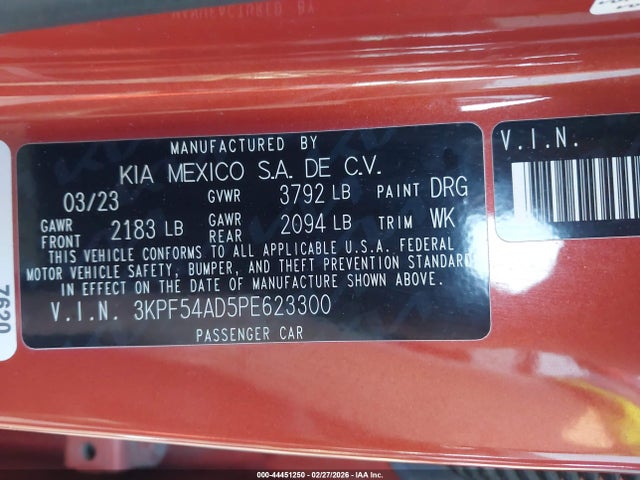 MANUFACTURED BY
KIA MEXICO S.A. DE C.V.
03/23 GVWR 3792 LB PAINT DRG
GAWR FRONT 2183 LB GAWR REAR 2094 LB TRIM WK
THIS VEHICLE CONFORMS TO ALL APPLICABLE U.S.A. FEDERAL
MOTOR VEHICLE SAFETY, BUMPER, AND THEFT PREVENTION STANDARD
IN EFFECT ON THE DATE OF MANUFACTURE SHOWN ABOVE.
V.I.N. 3KPF54AD5PE623300
PASSENGER CAR
V.I.N.
7620
000-44451250 - 02/27/2026 - IAA Inc.